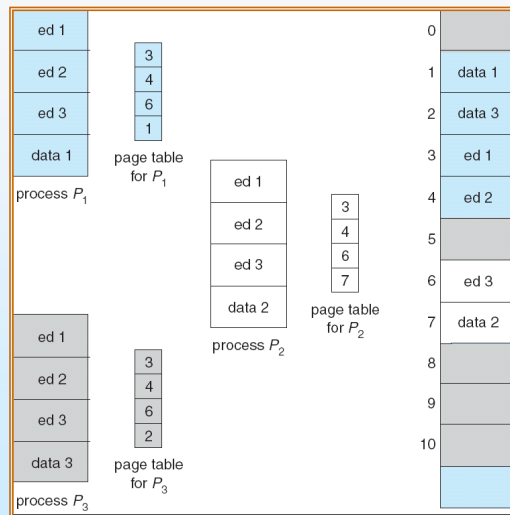 ed 1
ed 2
ed 3
data 1
process P1
3
4
6
1
page table
for P1
ed 1
ed 2
ed 3
data 2
process P2
3
4
6
7
page table
for P2
ed 1
ed 2
ed 3
data 3
process P3
3
4
6
2
page table
for P3
0
1 data 1
2 data 3
3 ed 1
4 ed 2
5
6 ed 3
7 data 2
8
9
10